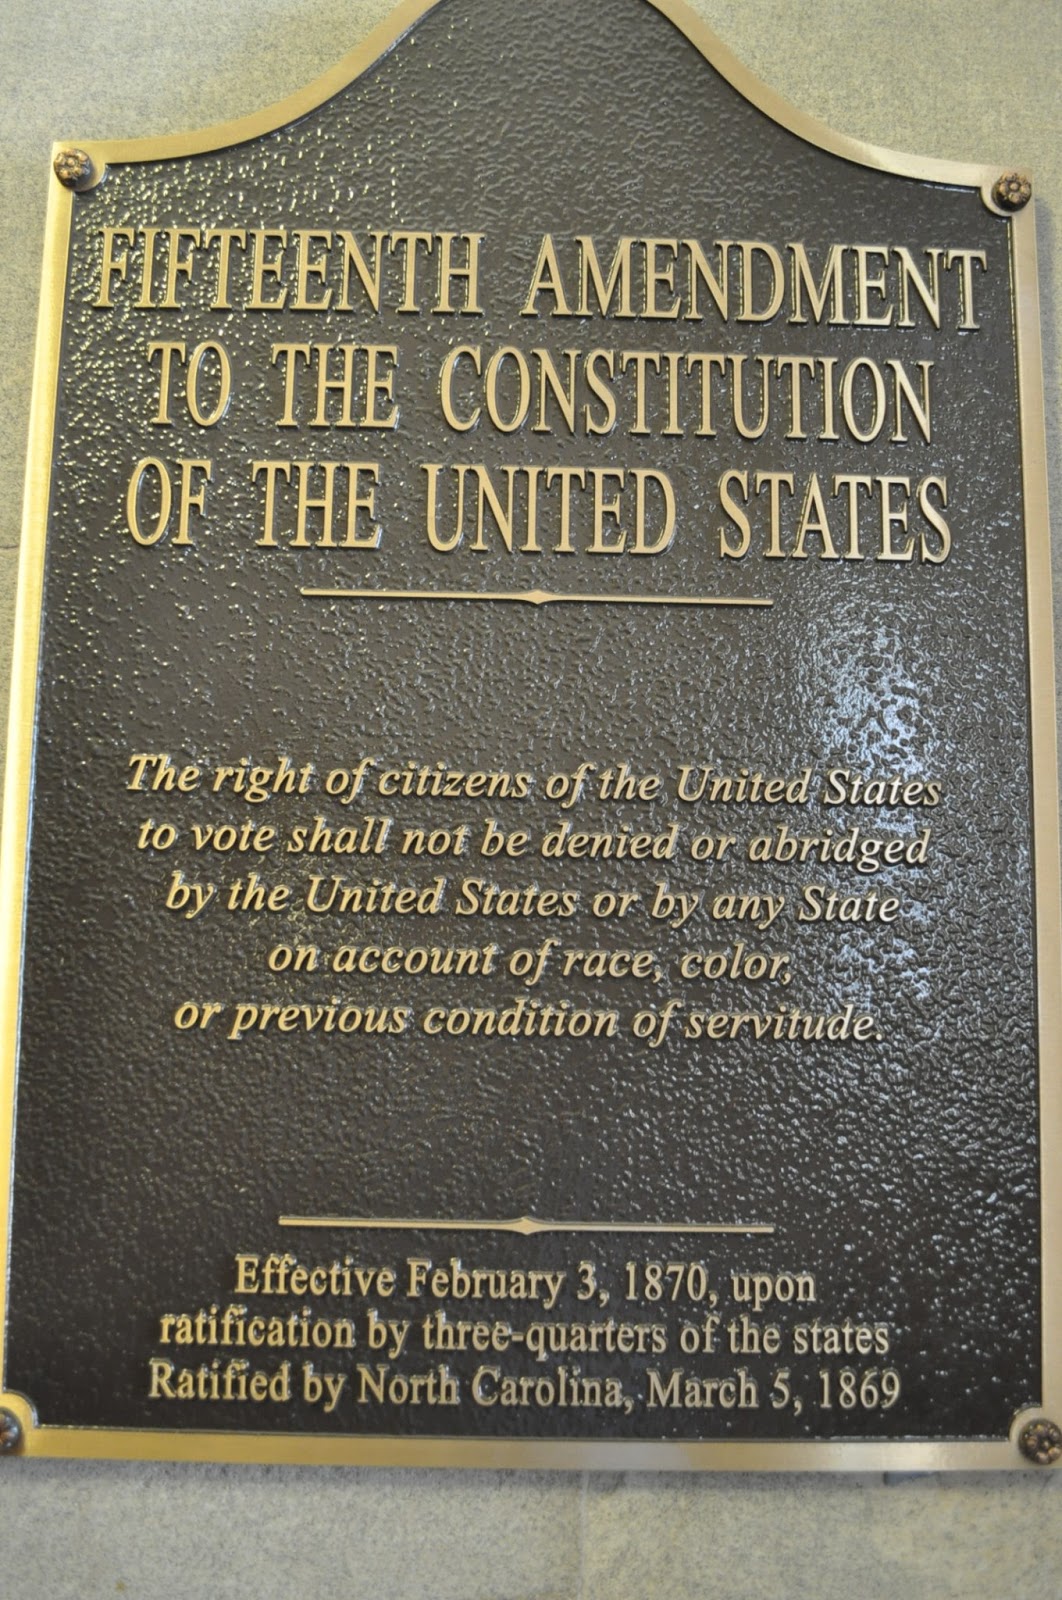 FIFTEENTH AMENDMENT
TO THE CONSTITUTION
OF THE UNITED STATES
The right of citizens of the United States
to vote shall not be denied or abridged
by the United States or by any State
on account of race, color,
or previous condition of servitude.
Effective February 3, 1870, upon
ratification by three-quarters of the states
Ratified by North Carolina, March 5, 1869